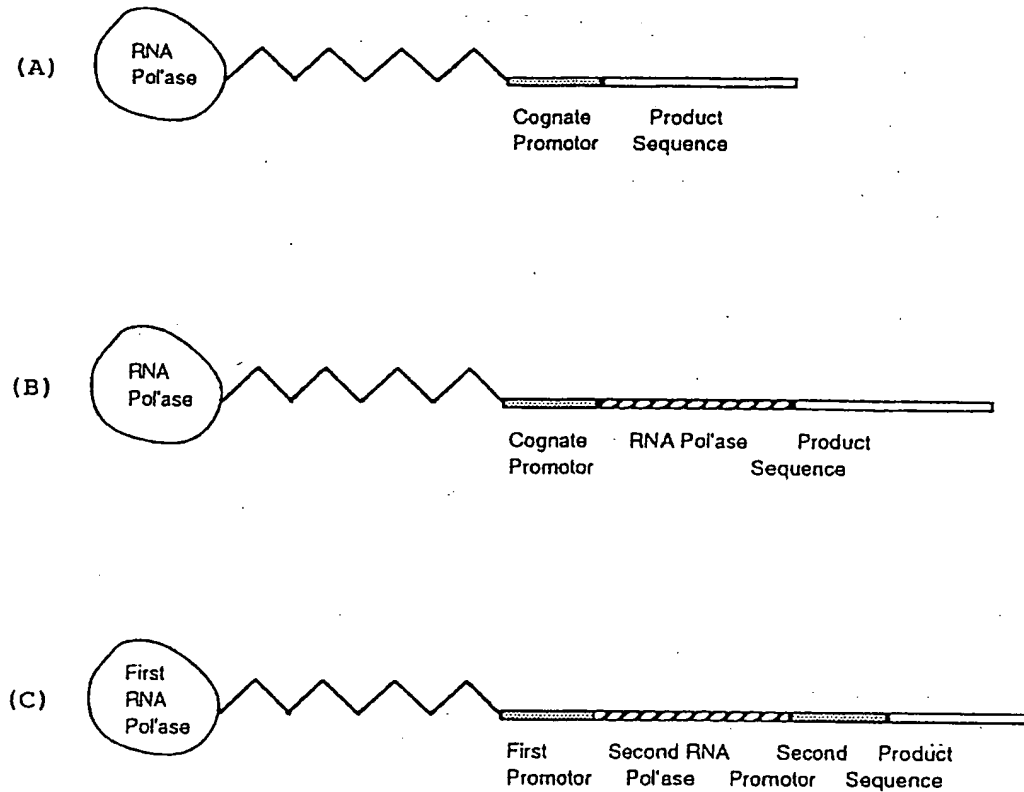 (A)
RNA
Pol'ase
Cognate Product
Promotor Sequence
(B)
RNA
Pol'ase
Cognate RNA Pol'ase Product
Promotor Sequence
(C)
First
RNA
Pol'ase
First Second RNA Second Product
Promotor Pol'ase Promotor Sequence